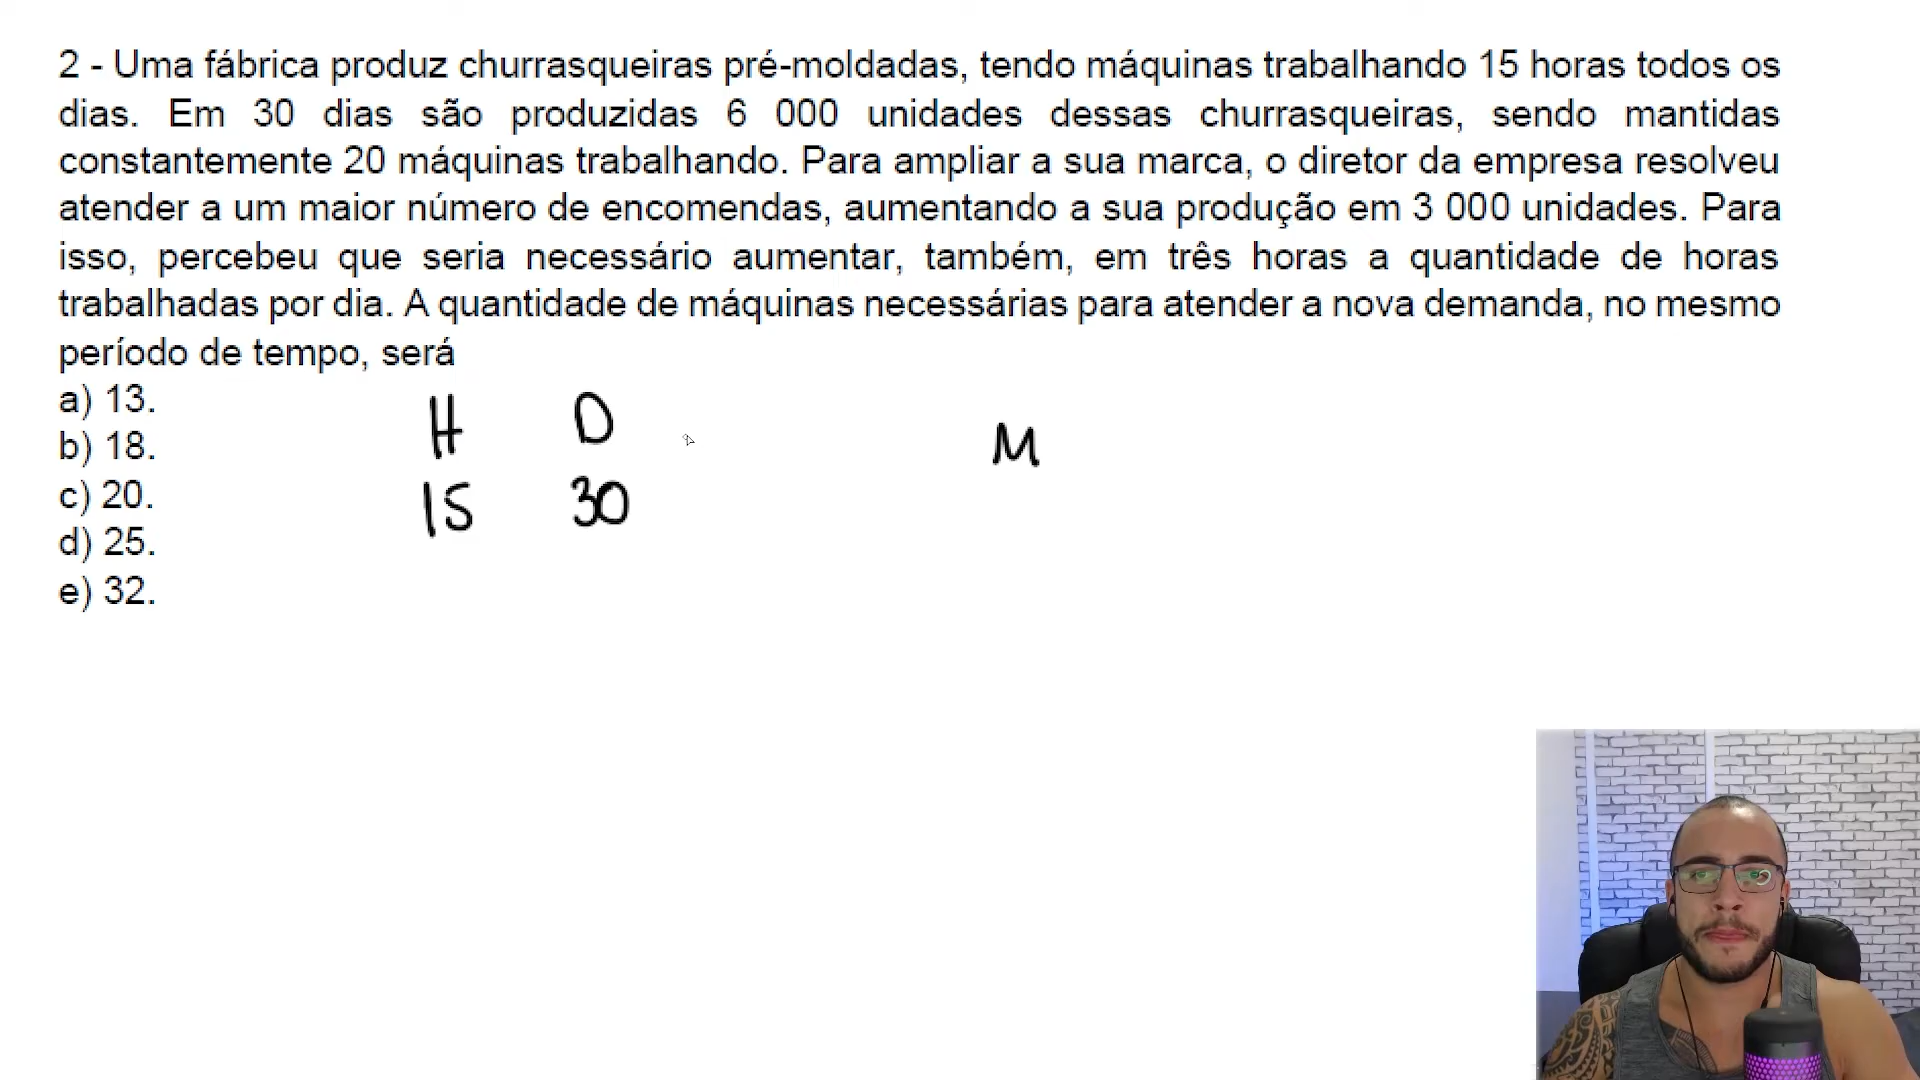 2 - Uma fábrica produz churrasqueiras pré-moldadas, tendo máquinas trabalhando 15 horas todos os
dias. Em 30 dias são produzidas 6 000 unidades dessas churrasqueiras, sendo mantidas
constantemente 20 máquinas trabalhando. Para ampliar a sua marca, o diretor da empresa resolveu
atender a um maior número de encomendas, aumentando a sua produção em 3 000 unidades. Para
isso, percebeu que seria necessário aumentar, também, em três horas a quantidade de horas
trabalhadas por dia. A quantidade de máquinas necessárias para atender a nova demanda, no mesmo
período de tempo, será
a) 13.
b) 18.
c) 20.
d) 25.
e) 32.
H D M
15 30